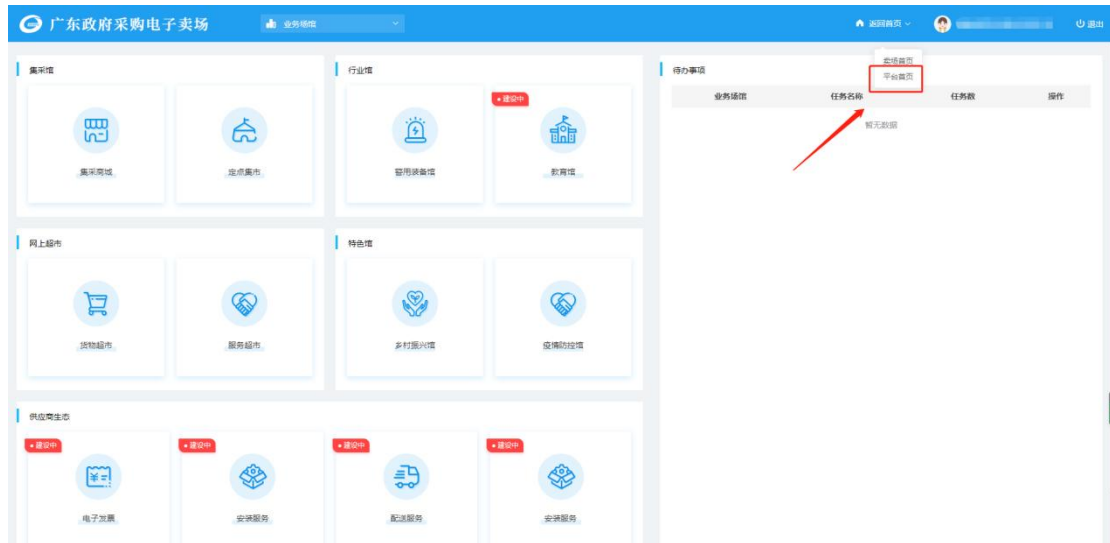 广东政府采购电子卖场
业务场馆
返回首页
退出
卖场首页
平台首页
集采馆
集采商城
定点集市
行业馆
• 建设中
警用装备馆
教育馆
待办事项
业务场馆 任务名称 任务数 操作
暂无数据
网上超市
货物超市
服务超市
特色馆
乡村振兴馆
疫情防控馆
供应商生态
• 建设中
• 建设中
• 建设中
• 建设中
电子发票
安装服务
配送服务
安装服务